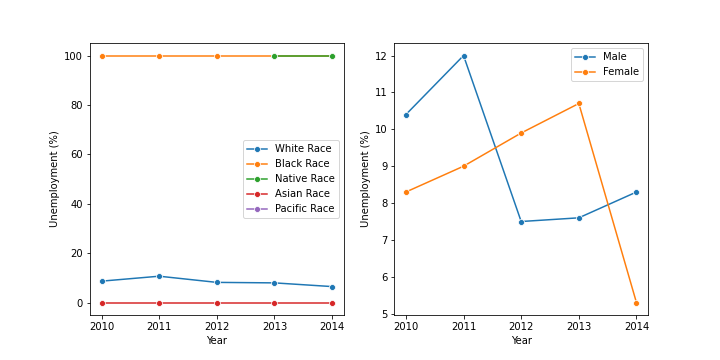 100
80
60
40
20
0
Unemployment (%)
2010 2011 2012 2013 2014
Year
White Race
Black Race
Native Race
Asian Race
Pacific Race
12
11
10
9
8
7
6
5
Unemployment (%)
2010 2011 2012 2013 2014
Year
Male
Female